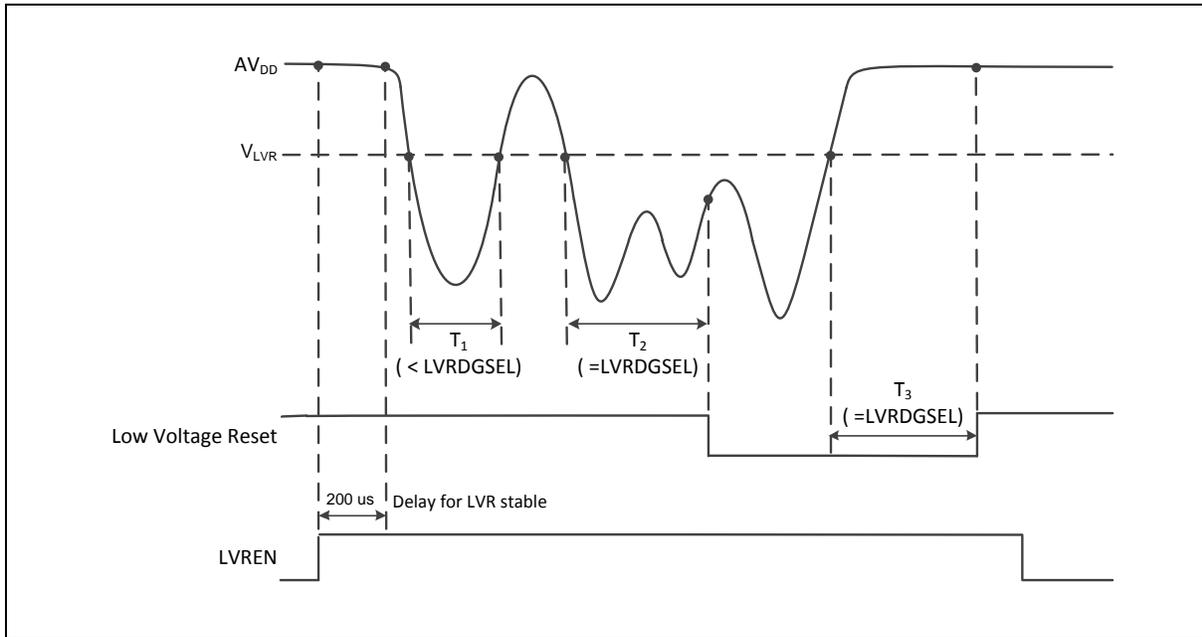 AVDD
VLVR
T1
( < LVRDGSEL)
T2
( =LVRDGSEL)
T3
( =LVRDGSEL)
Low Voltage Reset
200 us
Delay for LVR stable
LVREN